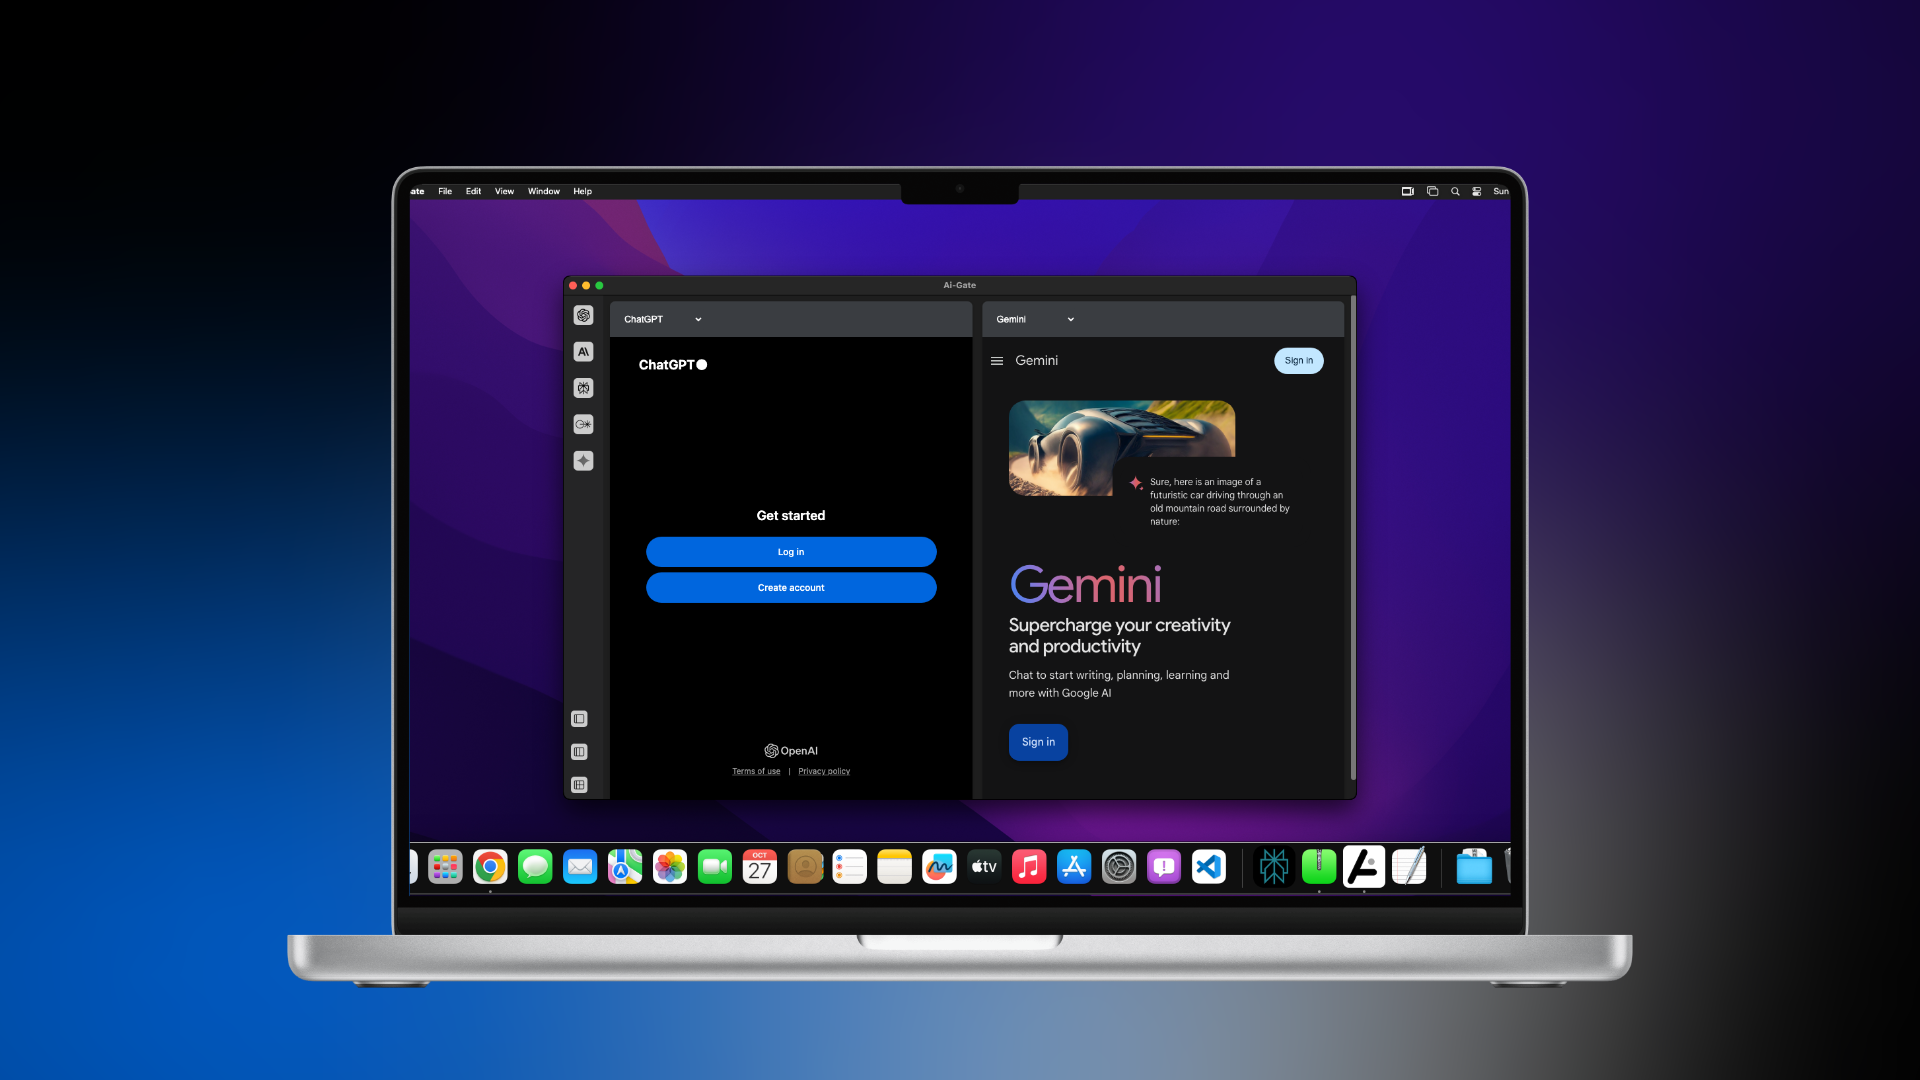 ate File Edit View Window Help Sun
Ai-Gate
ChatGPT
Gemini
ChatGPT
Get started
Log in
Create account
OpenAI
Terms of use | Privacy policy
Gemini
Sign in
Sure, here is an image of a
futuristic car driving through an
old mountain road surrounded by
nature:
Gemini
Supercharge your creativity
and productivity
Chat to start writing, planning, learning and
more with Google AI
Sign in
OCT
27
tv